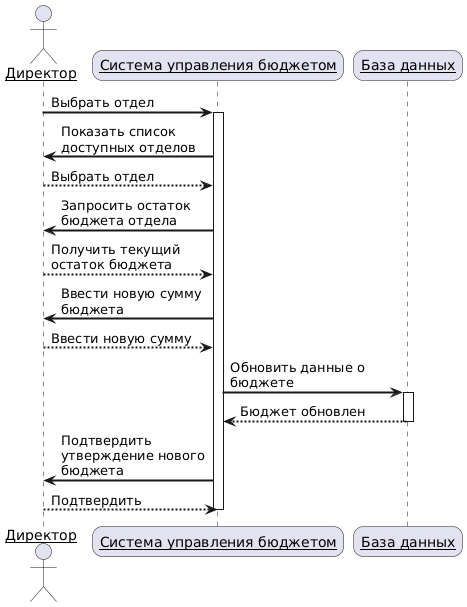 Директор
Система управления бюджетом
База данных
Выбрать отдел
Показать список
доступных отделов
Выбрать отдел
Запросить остаток
бюджета отдела
Получить текущий
остаток бюджета
Ввести новую сумму
бюджета
Ввести новую сумму
Обновить данные о
бюджете
Бюджет обновлен
Подтвердить
утверждение нового
бюджета
Подтвердить
Директор
Система управления бюджетом
База данных